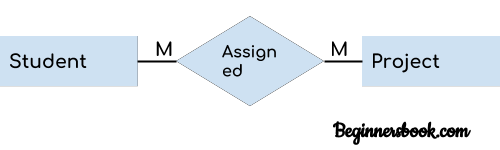 Student
M
Assign
ed
M
Project
Beginnersbook.com